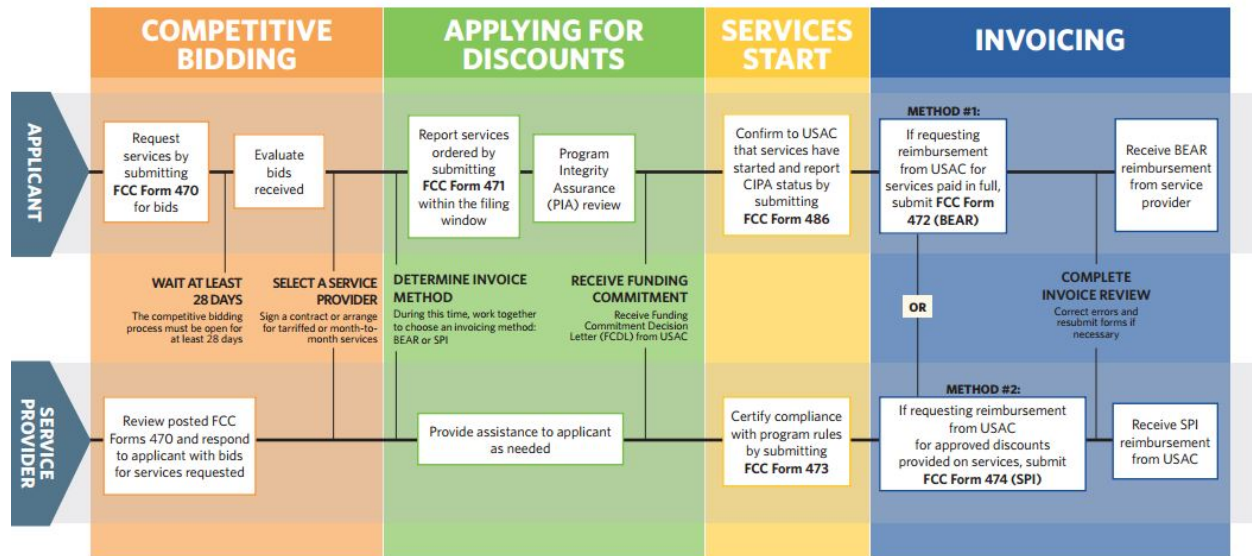 COMPETITIVE
BIDDING
APPLYING FOR
DISCOUNTS
SERVICES
START
INVOICING
APPLICANT
Request
services by
submitting
FCC Form 470
for bids
Evaluate
bids
received
Report services
ordered by
submitting
FCC Form 471
within the filing
window
Program
Integrity
Assurance
(PIA) review
Confirm to USAC
that services have
started and report
CIPA status by
submitting
FCC Form 486
METHOD #1:
If requesting
reimbursement
from USAC for
services paid in full,
submit FCC Form
472 (BEAR)
Receive BEAR
reimbursement
from service
provider
WAIT AT LEAST
28 DAYS
The competitive bidding
process must be open for
at least 28 days
SELECT A SERVICE
PROVIDER
Sign a contract or arrange
for tarriffed or month-to-
month services
DETERMINE INVOICE
METHOD
During this time, work together
to choose an invoicing method:
BEAR or SPI
RECEIVE FUNDING
COMMITMENT
Receive Funding
Commitment Decision
Letter (FCDL) from USAC
OR
COMPLETE
INVOICE REVIEW
Correct errors and
resubmit forms if
necessary
SERVICE
PROVIDER
Review posted FCC
Forms 470 and respond
to applicant with bids
for services requested
Provide assistance to applicant
as needed
Certify compliance
with program rules
by submitting
FCC Form 473
METHOD #2:
If requesting reimbursement
from USAC
for approved discounts
provided on services, submit
FCC Form 474 (SPI)
Receive SPI
reimbursement
from USAC